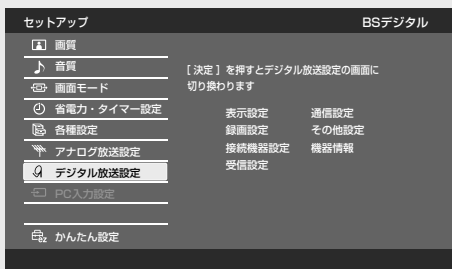 セットアップ
BSデジタル
画質
音質
画面モード
省電力・タイマー設定
各種設定
アナログ放送設定
デジタル放送設定
PC入力設定
かんたん設定
[ 決定 ] を押すとデジタル放送設定の画面に
切り換わります
表示設定 通信設定
録画設定 その他設定
接続機器設定 機器情報
受信設定